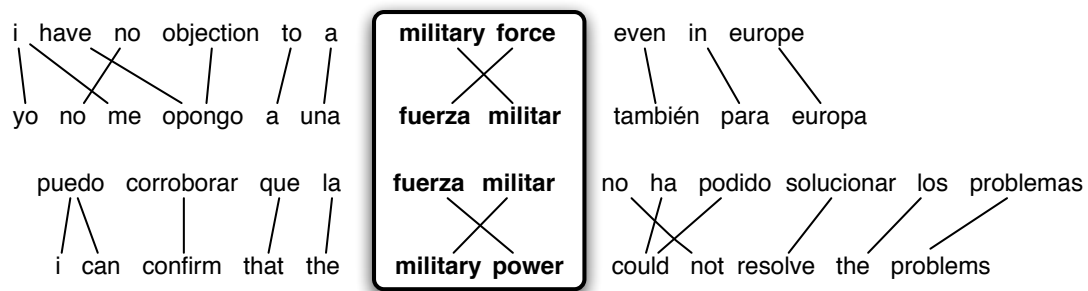 i have no objection to a military force even in europe
yo no me opongo a una fuerza militar también para europa
puedo corroborar que la fuerza militar no ha podido solucionar los problemas
i can confirm that the military power could not resolve the problems